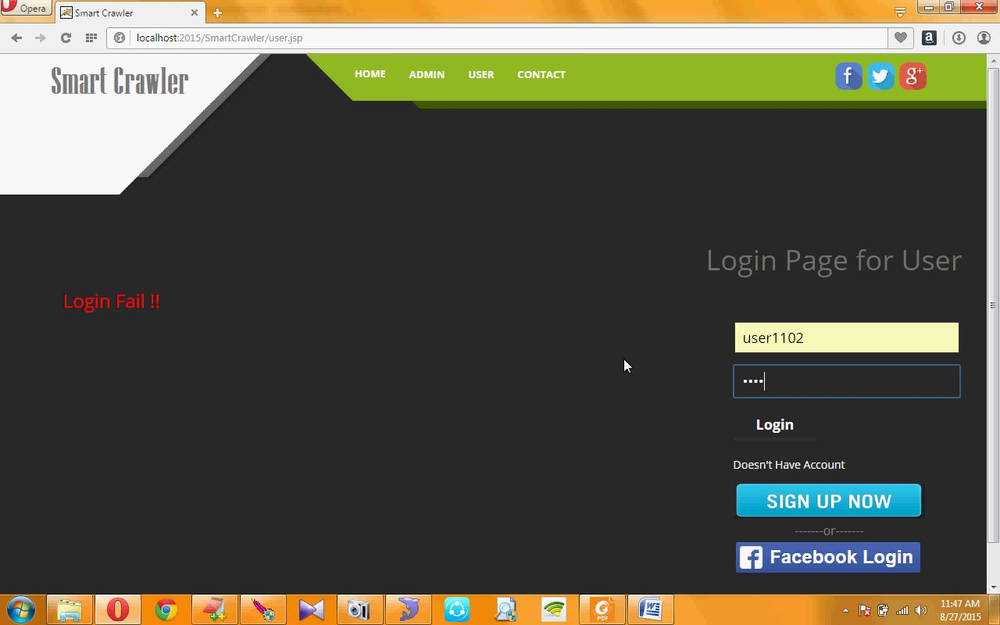 Opera
Smart Crawler
localhost:2015/SmartCrawler/user.jsp
Smart Crawler
HOME ADMIN USER CONTACT
f
g+
Login Page for User
Login Fail !!
user1102
••••
Login
Doesn't Have Account
SIGN UP NOW
-------or-------
f Facebook Login
PDF
11:47 AM
8/27/2015